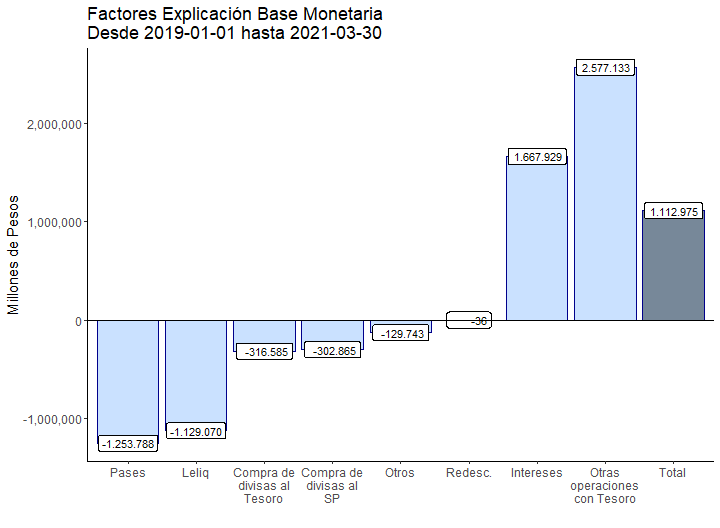 Factores Explicación Base Monetaria
Desde 2019-01-01 hasta 2021-03-30
Millones de Pesos
2,000,000
1,000,000
0
-1,000,000
-1.253.788
-1.129.070
-316.585
-302.865
-129.743
-36
1.667.929
2.577.133
1.112.975
Pases
Leliq
Compra de
divisas al
Tesoro
Compra de
divisas al
SP
Otros
Redesc.
Intereses
Otras
operaciones
con Tesoro
Total